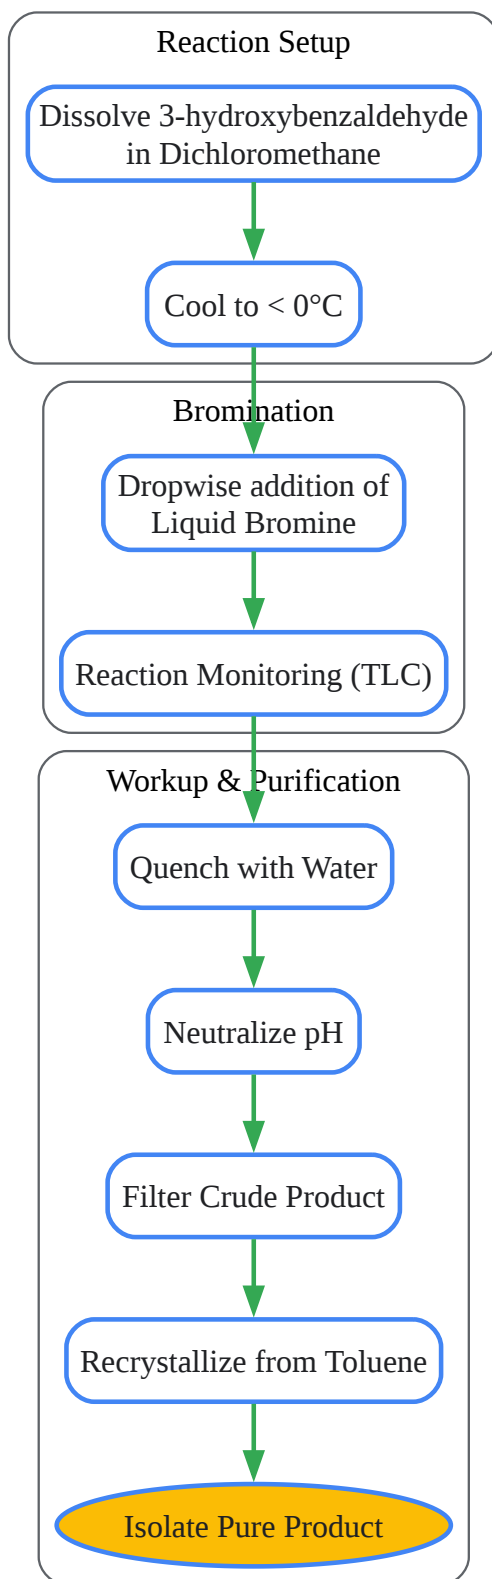 Reaction Setup
Dissolve 3-hydroxybenzaldehyde
in Dichloromethane
Cool to < 0°C
Bromination
Dropwise addition of
Liquid Bromine
Reaction Monitoring (TLC)
Workup & Purification
Quench with Water
Neutralize pH
Filter Crude Product
Recrystallize from Toluene
Isolate Pure Product